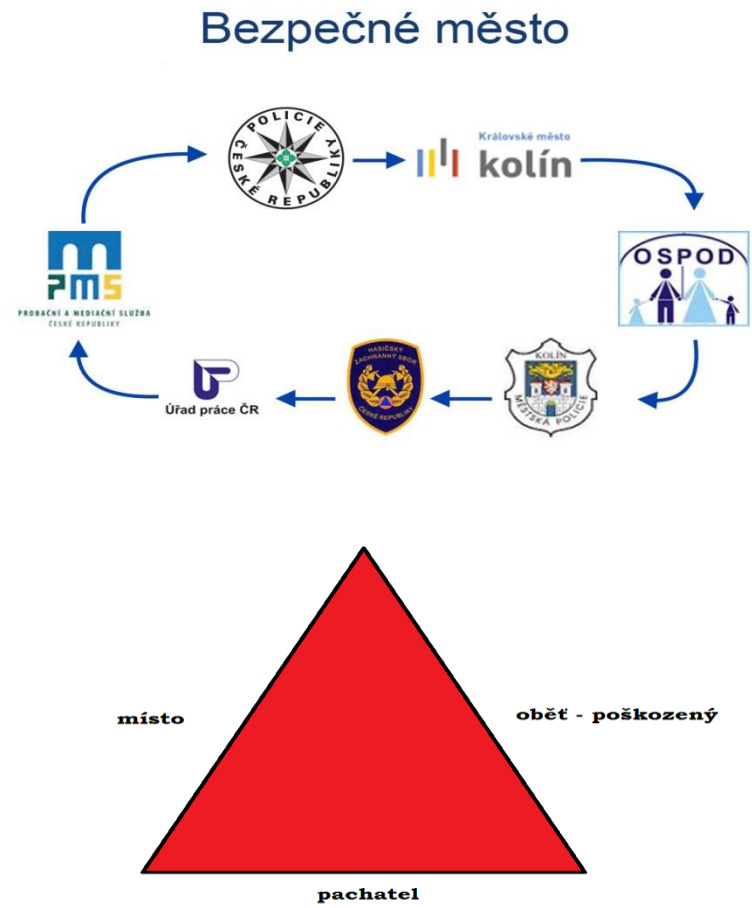 Bezpečné město
POLICIE
ČESKÉ REPUBLIKY
Královské město
kolín
OSPOD
KOLÍN
MĚSTSKÁ POLICIE
HASIČSKÝ
ZÁCHRANNÝ SBOR
ČESKÉ REPUBLIKY
Úřad práce ČR
PMS
PROBAČNÍ A MEDIAČNÍ SLUŽBA
ČESKÉ REPUBLIKY
místo
oběť - poškozený
pachatel